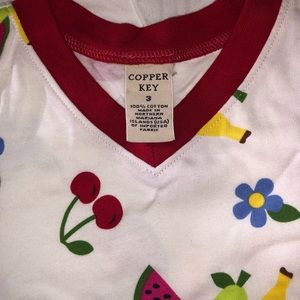 COPPER
KEY
3
100% COTTON
MADE IN
NORTHERN
MARIANA
ISLANDS (USA)
OF IMPORTED
FABRIC